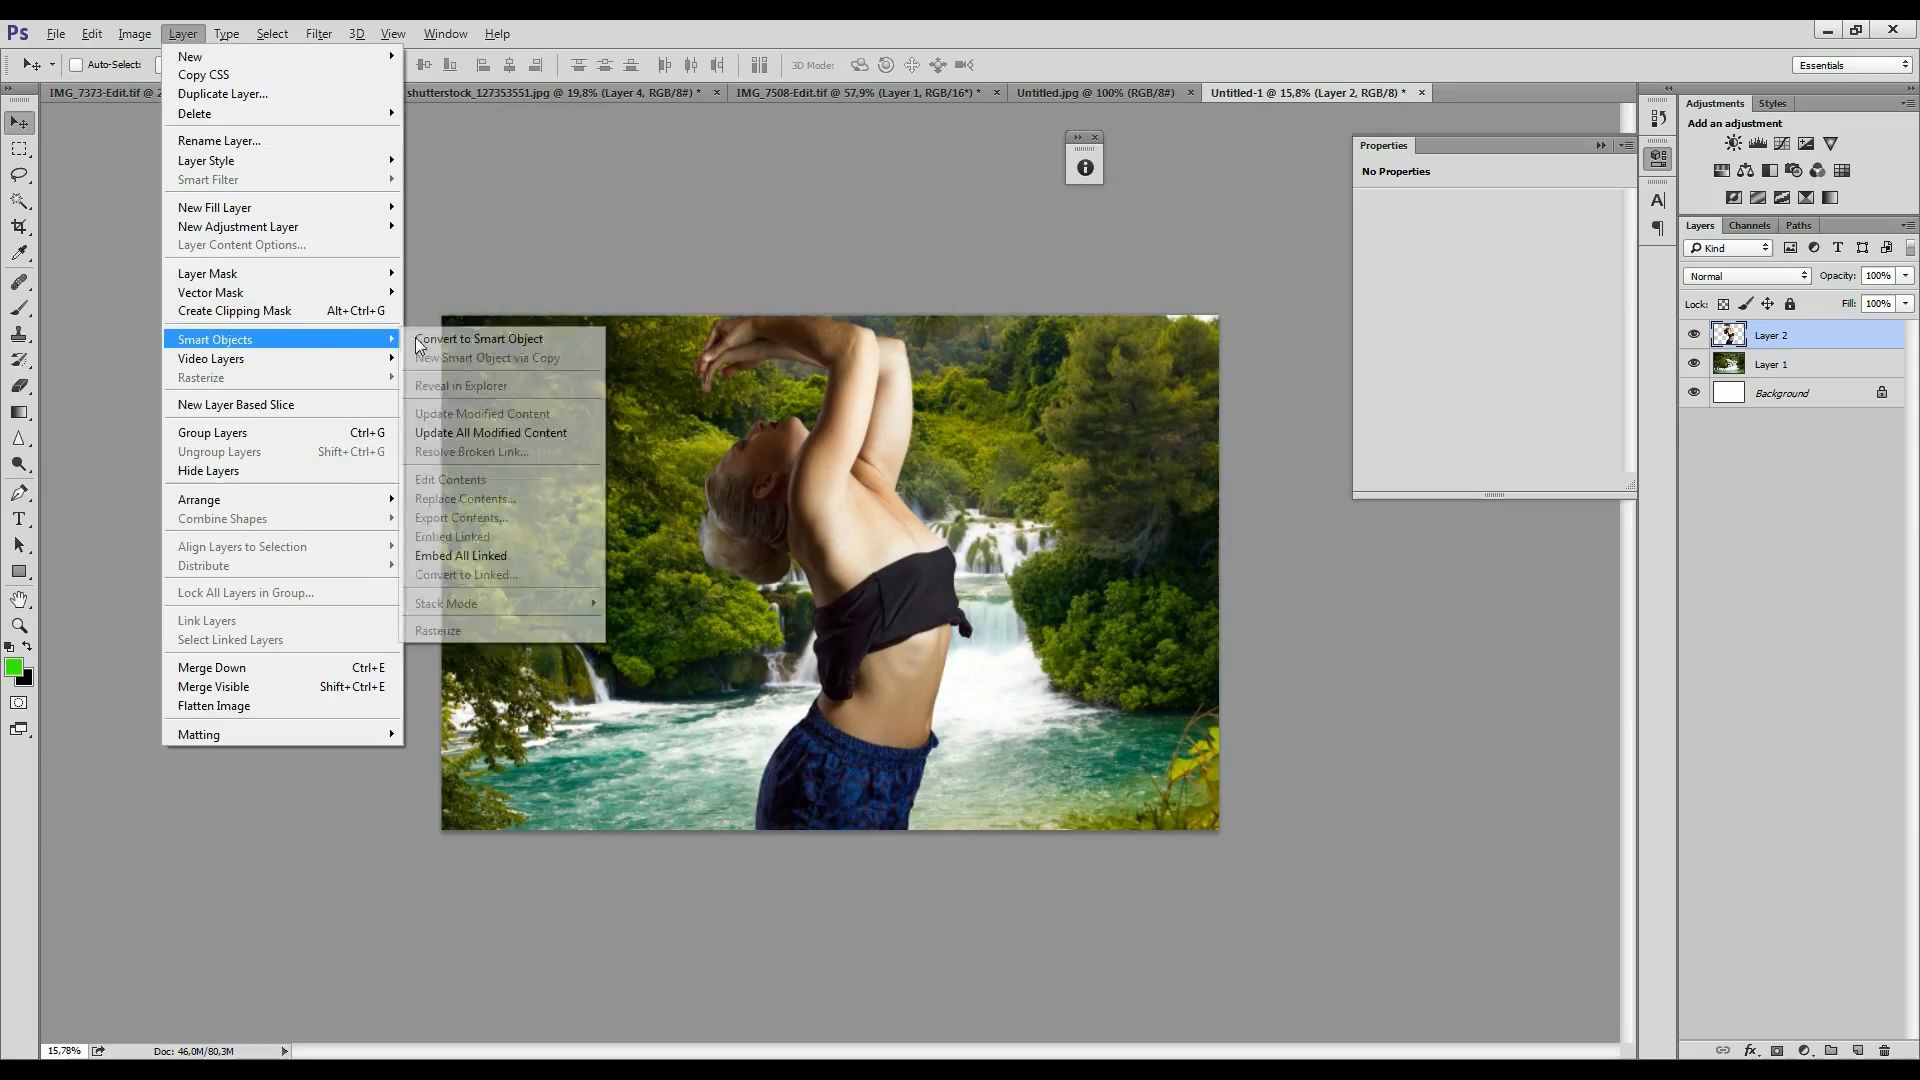 Ps File Edit Image Layer Type Select Filter 3D View Window Help
Auto-Select:
3D Mode:
Essentials
IMG_7373-Edit.tif @ 2
shutterstock_127353551.jpg @ 19,8% (Layer 4, RGB/8#) *
IMG_7508-Edit.tif @ 57,9% (Layer 1, RGB/16*) *
Untitled.jpg @ 100% (RGB/8#)
Untitled-1 @ 15,8% (Layer 2, RGB/8) *
New
Copy CSS
Duplicate Layer...
Delete
Rename Layer...
Layer Style
Smart Filter
New Fill Layer
New Adjustment Layer
Layer Content Options...
Layer Mask
Vector Mask
Create Clipping Mask Alt+Ctrl+G
Smart Objects
Video Layers
Rasterize
New Layer Based Slice
Group Layers Ctrl+G
Ungroup Layers Shift+Ctrl+G
Hide Layers
Arrange
Combine Shapes
Align Layers to Selection
Distribute
Lock All Layers in Group...
Link Layers
Select Linked Layers
Merge Down Ctrl+E
Merge Visible Shift+Ctrl+E
Flatten Image
Matting
Convert to Smart Object
New Smart Object via Copy
Reveal in Explorer
Update Modified Content
Update All Modified Content
Resolve Broken Link...
Edit Contents
Replace Contents...
Export Contents...
Embed Linked
Embed All Linked
Convert to Linked...
Stack Mode
Rasterize
Properties
No Properties
Adjustments Styles
Add an adjustment
Layers Channels Paths
Kind
Normal Opacity: 100%
Lock: Fill: 100%
Layer 2
Layer 1
Background
15,78% Doc: 46,0M/80,3M